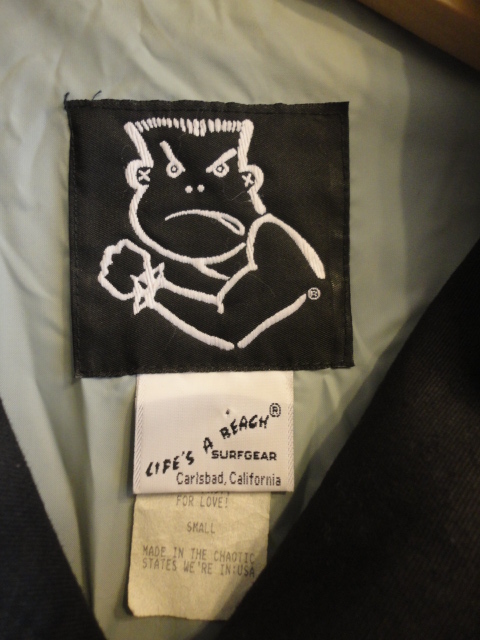 ®
LIFE'S A BEACH®
SURFGEAR
Carlsbad, California
FOR LOVE!
SMALL
MADE IN THE CHAOTIC
STATES WE'RE IN:USA